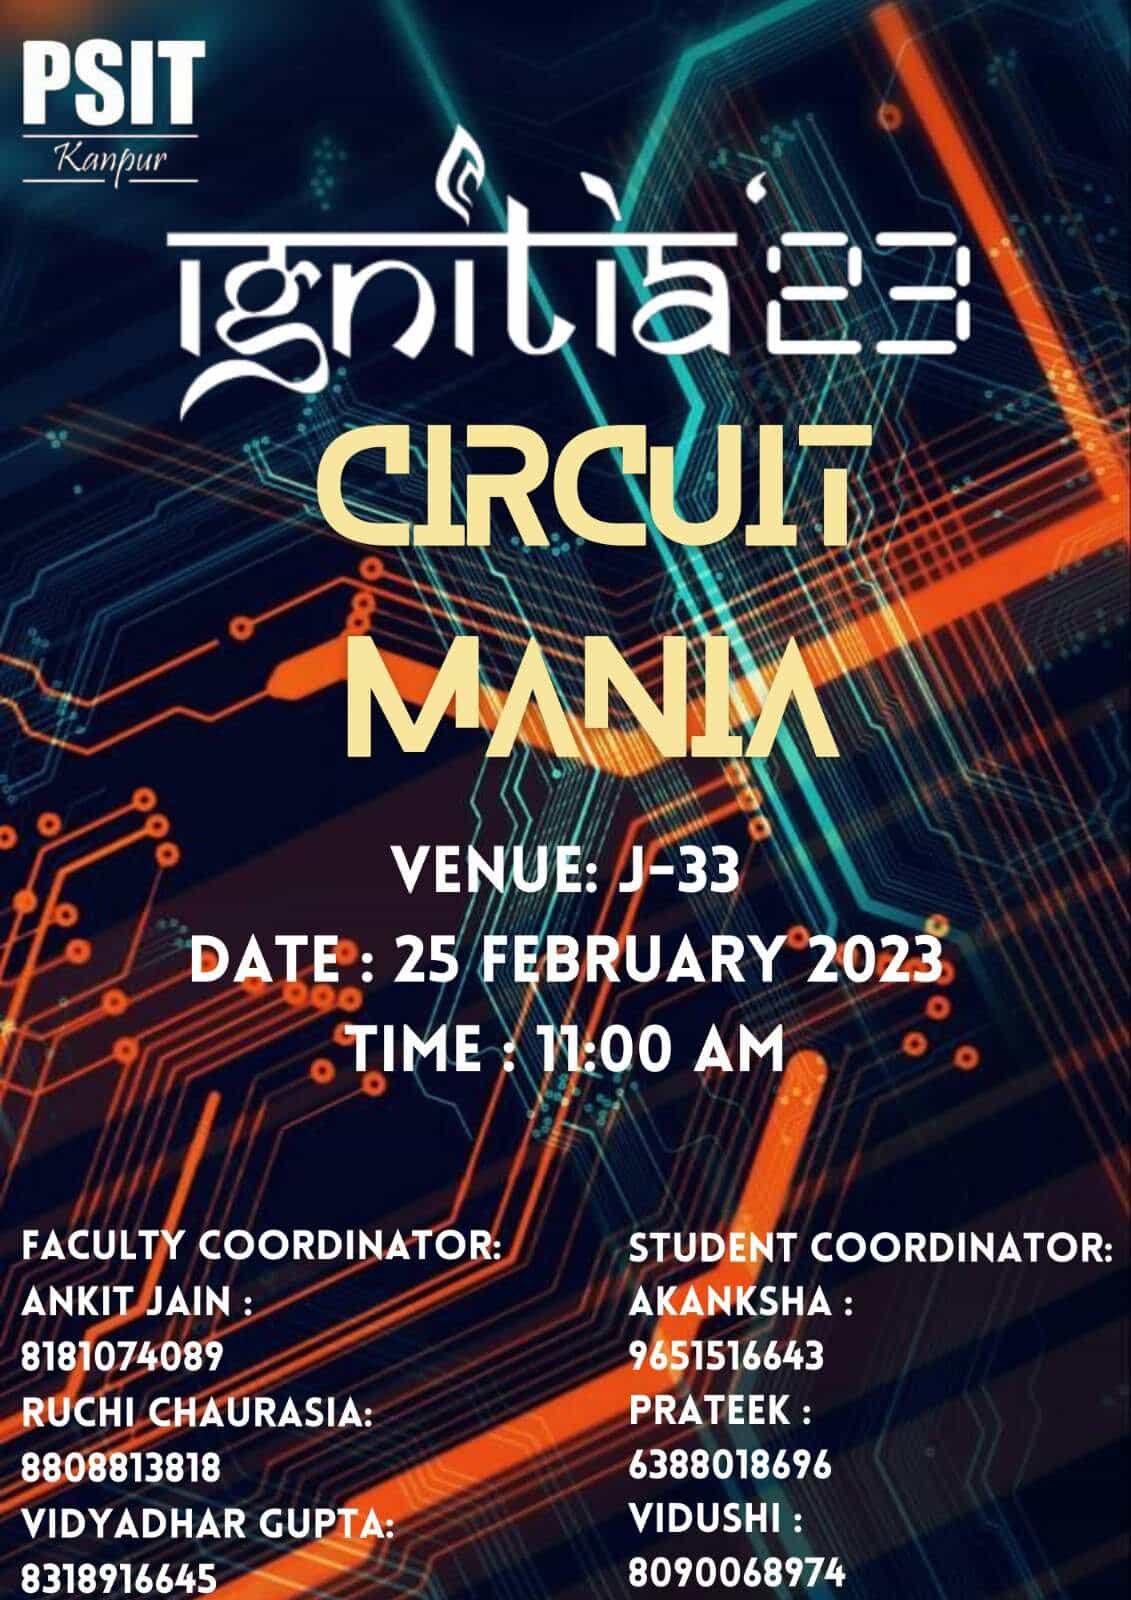 PSIT
Kanpur
ignitia'23
CIRCUIT
MANIA
VENUE: J-33
DATE : 25 FEBRUARY 2023
TIME : 11:00 AM
FACULTY COORDINATOR:
ANKIT JAIN :
8181074089
RUCHI CHAURASIA:
8808813818
VIDYADHAR GUPTA:
8318916645
STUDENT COORDINATOR:
AKANKSHA :
9651516643
PRATEEK :
6388018696
VIDUSHI :
8090068974